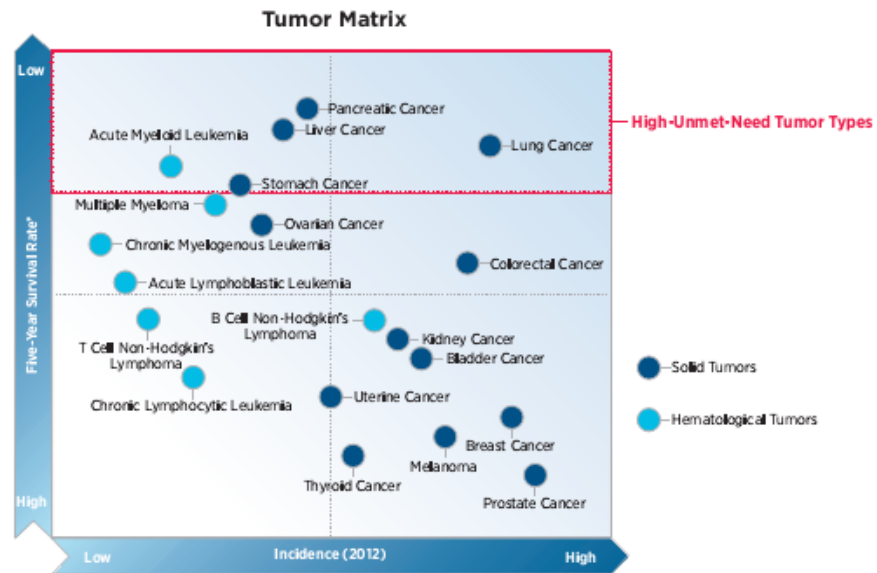 Tumor Matrix
Low
Pancreatic Cancer
Liver Cancer
Acute Myeloid Leukemia
Lung Cancer
High-Unmet-Need Tumor Types
Stomach Cancer
Multiple Myeloma
Ovarian Cancer
Chronic Myelogenous Leukemia
Colorectal Cancer
Acute Lymphoblastic Leukemia
Five-Year Survival Rate*
B Cell Non-Hodgkin's
Lymphoma
Kidney Cancer
T Cell Non-Hodgkin's
Lymphoma
Bladder Cancer
Solid Tumors
Chronic Lymphocytic Leukemia
Uterine Cancer
Hematological Tumors
Breast Cancer
Melanoma
Thyroid Cancer
Prostate Cancer
High
Low
Incidence (2012)
High